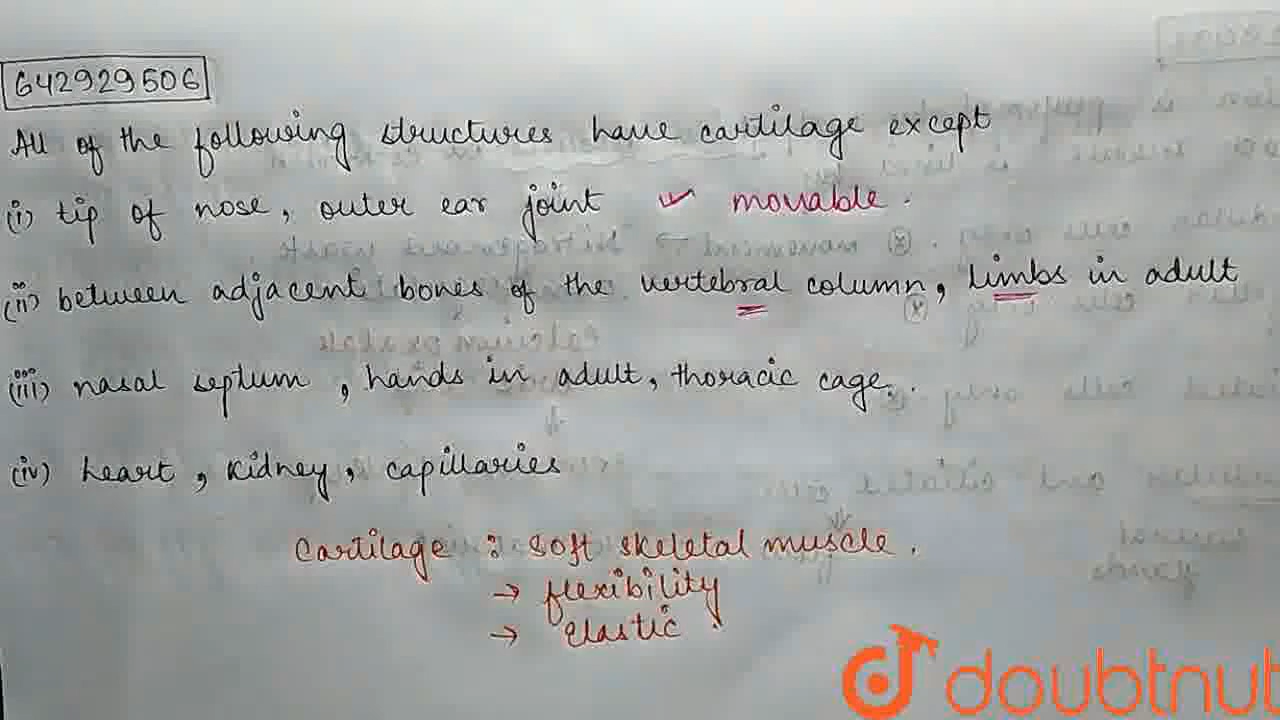 642929506
All of the following structures have cartilage except
(i) tip of nose, outer ear joint ✓ movable.
(ii) between adjacent bones of the vertebral column, limbs in adult
(iii) nasal septum, hands in adult, thoracic cage.
(iv) heart, kidney, capillaries
Cartilage : soft skeletal muscle.
→ flexibility
→ elastic.
doubtnut